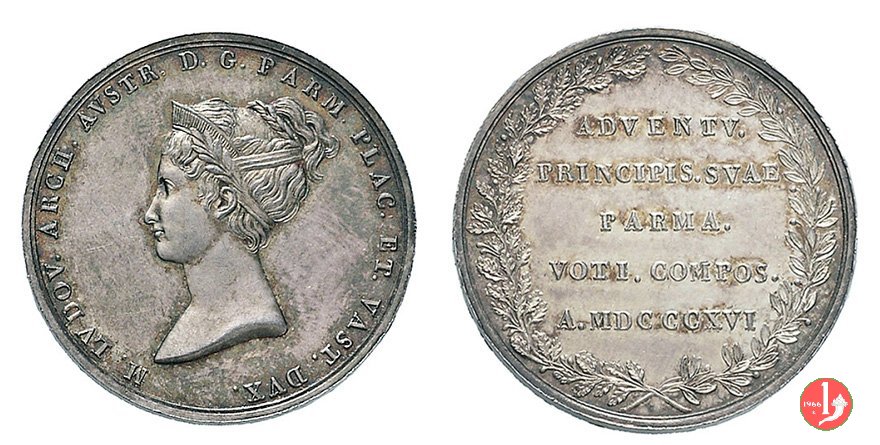 M. LVDOV. ARCH. AVSTR. D. G. PARM PLAC. ET. VAST. DVX.
ADVENTV.
PRINCIPIS. SVAE
PARMA.
VOTI. COMPOS.
A. MDCCCXVI
1966